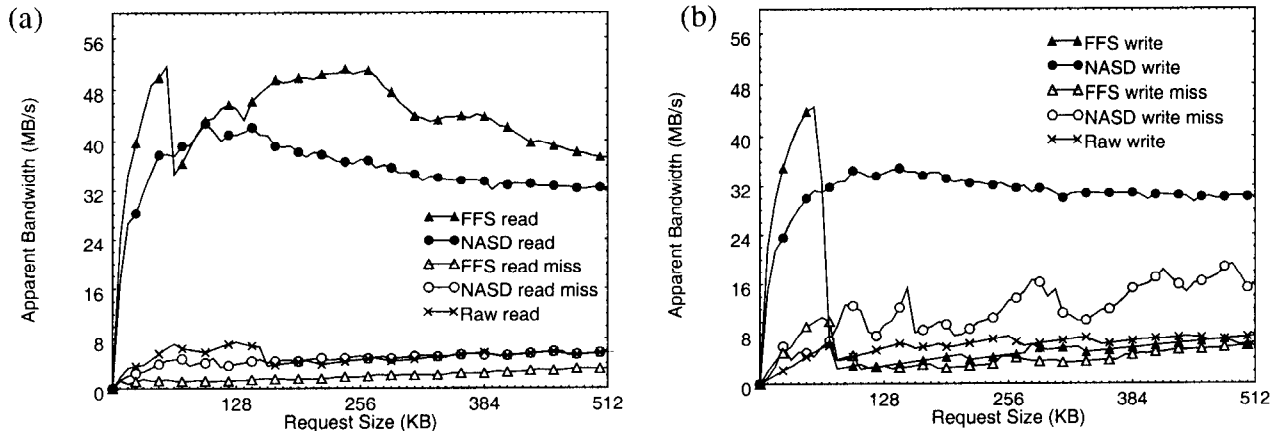 (a)
56
48
40
32
24
16
8
0
Apparent Bandwidth (MB/s)
FFS read
NASD read
FFS read miss
NASD read miss
Raw read
128
256
384
512
Request Size (KB)
(b)
56
48
40
32
24
16
8
0
Apparent Bandwidth (MB/s)
FFS write
NASD write
FFS write miss
NASD write miss
Raw write
128
256
384
512
Request Size (KB)